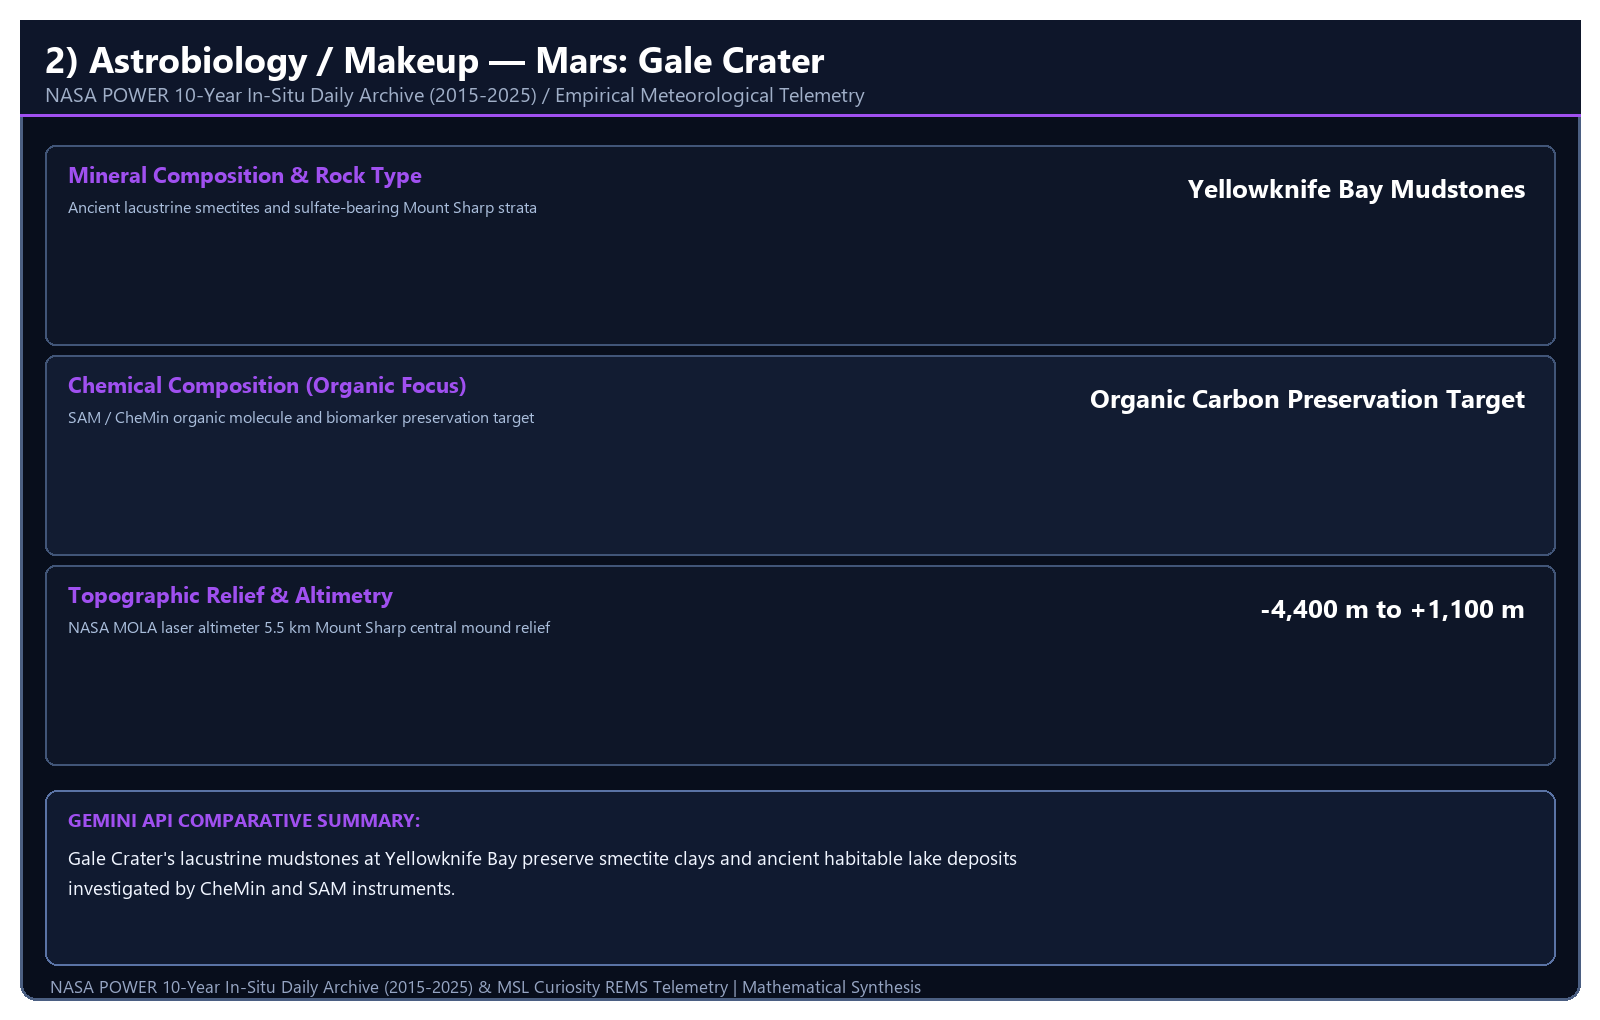 2) Astrobiology / Makeup — Mars: Gale Crater
NASA POWER 10-Year In-Situ Daily Archive (2015-2025) / Empirical Meteorological Telemetry
Mineral Composition & Rock Type
Yellowknife Bay Mudstones
Ancient lacustrine smectites and sulfate-bearing Mount Sharp strata
Chemical Composition (Organic Focus)
Organic Carbon Preservation Target
SAM / CheMin organic molecule and biomarker preservation target
Topographic Relief & Altimetry
-4,400 m to +1,100 m
NASA MOLA laser altimeter 5.5 km Mount Sharp central mound relief
GEMINI API COMPARATIVE SUMMARY:
Gale Crater's lacustrine mudstones at Yellowknife Bay preserve smectite clays and ancient habitable lake deposits
investigated by CheMin and SAM instruments.
NASA POWER 10-Year In-Situ Daily Archive (2015-2025) & MSL Curiosity REMS Telemetry | Mathematical Synthesis